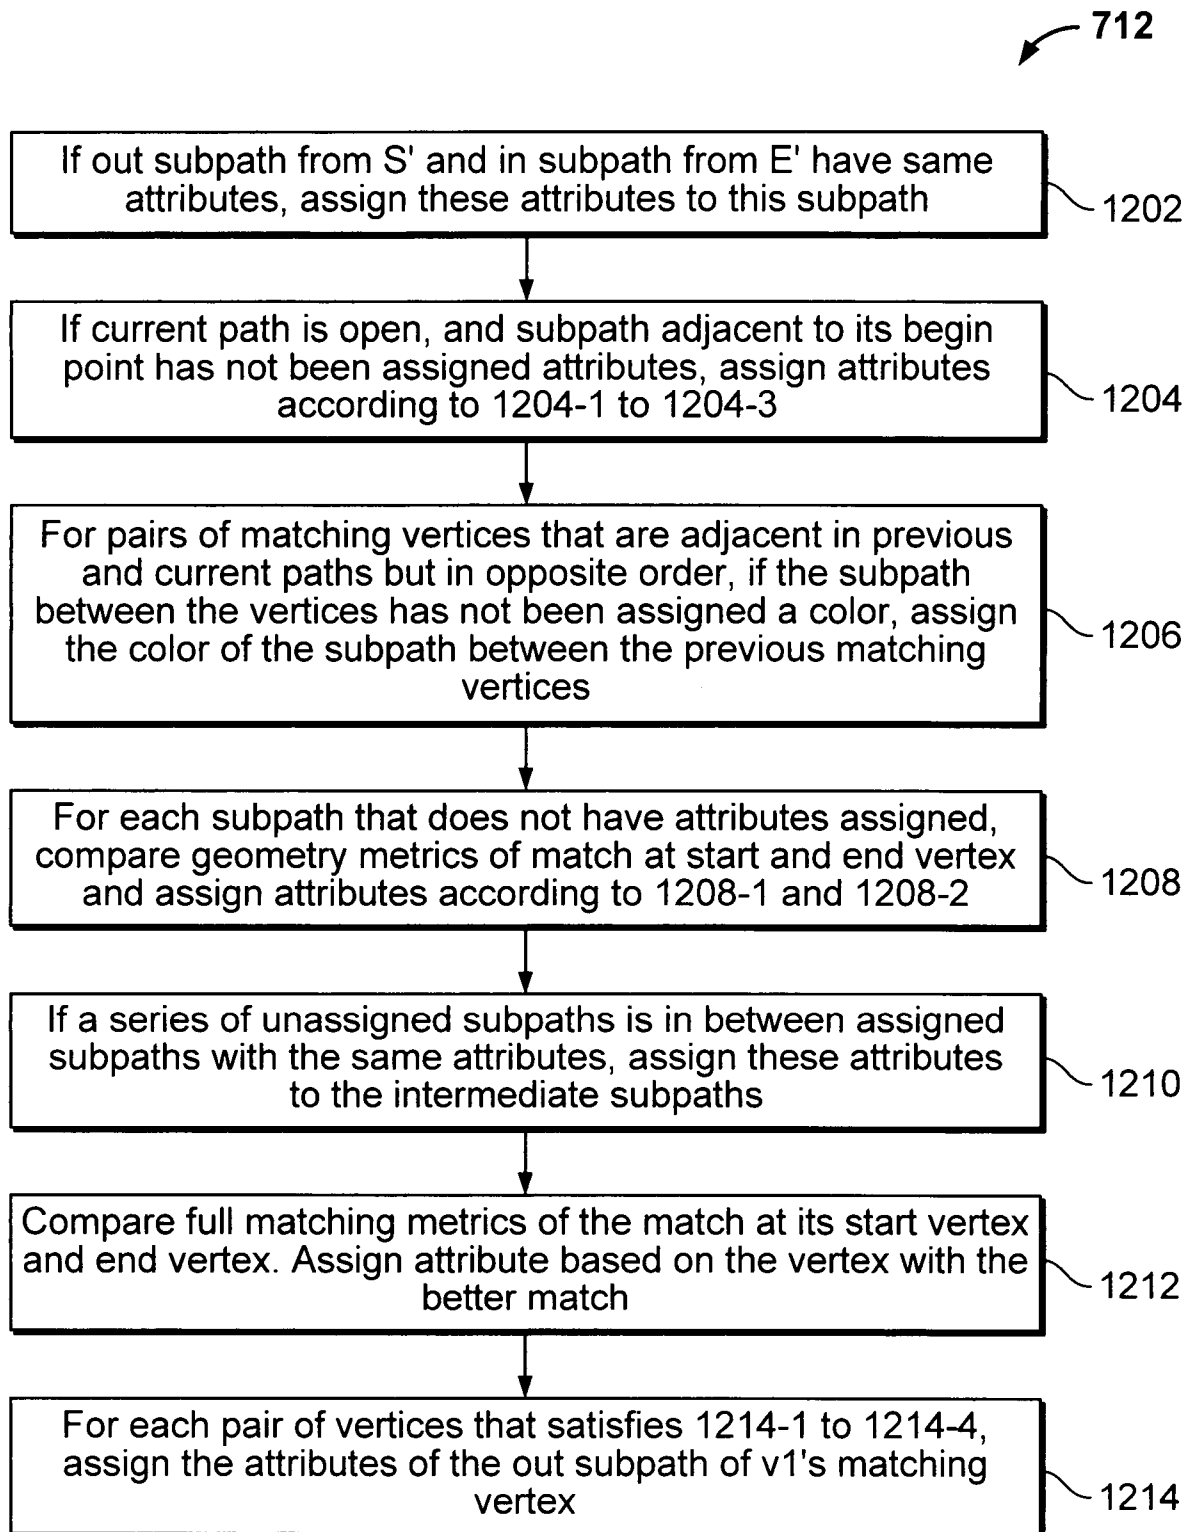 712
If out subpath from S' and in subpath from E' have same
attributes, assign these attributes to this subpath
1202
If current path is open, and subpath adjacent to its begin
point has not been assigned attributes, assign attributes
according to 1204-1 to 1204-3
1204
For pairs of matching vertices that are adjacent in previous
and current paths but in opposite order, if the subpath
between the vertices has not been assigned a color, assign
the color of the subpath between the previous matching
vertices
1206
For each subpath that does not have attributes assigned,
compare geometry metrics of match at start and end vertex
and assign attributes according to 1208-1 and 1208-2
1208
If a series of unassigned subpaths is in between assigned
subpaths with the same attributes, assign these attributes
to the intermediate subpaths
1210
Compare full matching metrics of the match at its start vertex
and end vertex. Assign attribute based on the vertex with the
better match
1212
For each pair of vertices that satisfies 1214-1 to 1214-4,
assign the attributes of the out subpath of v1's matching
vertex
1214